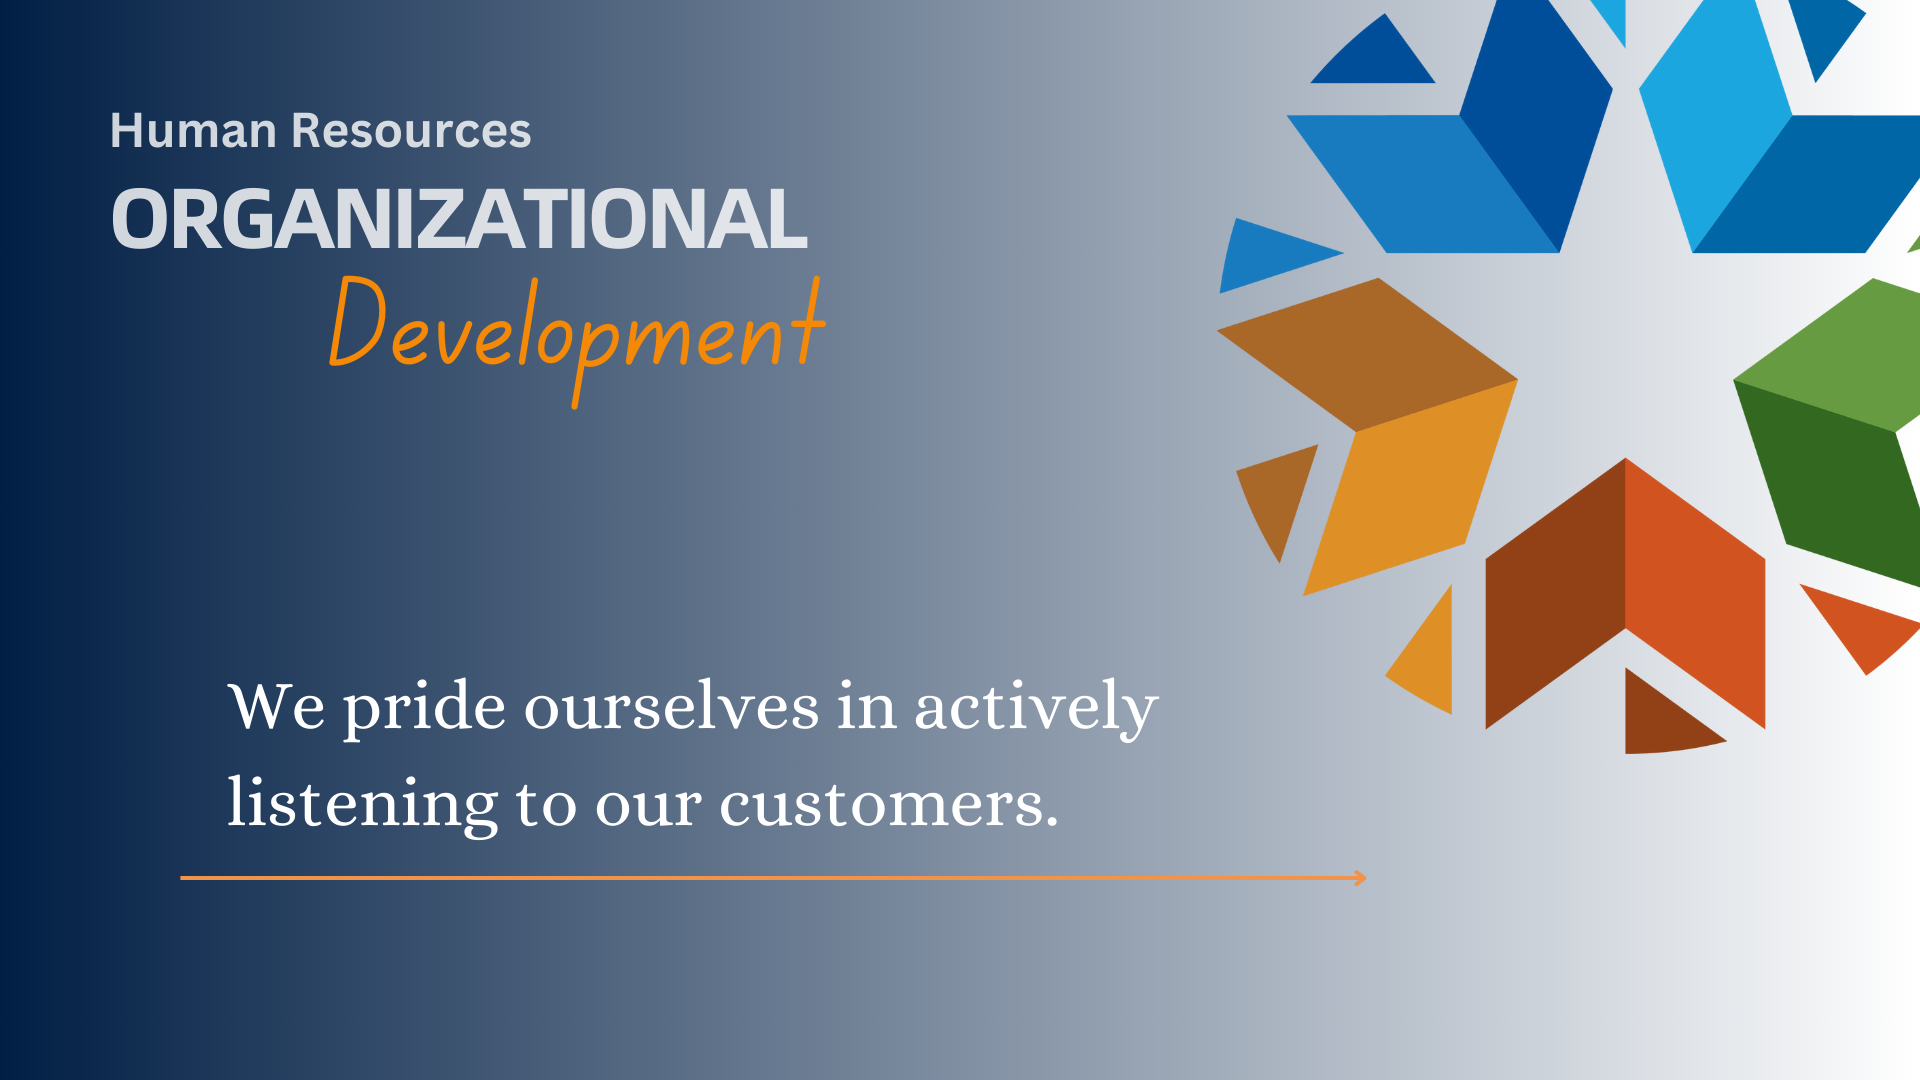 Human Resources
ORGANIZATIONAL
Development
We pride ourselves in actively
listening to our customers.